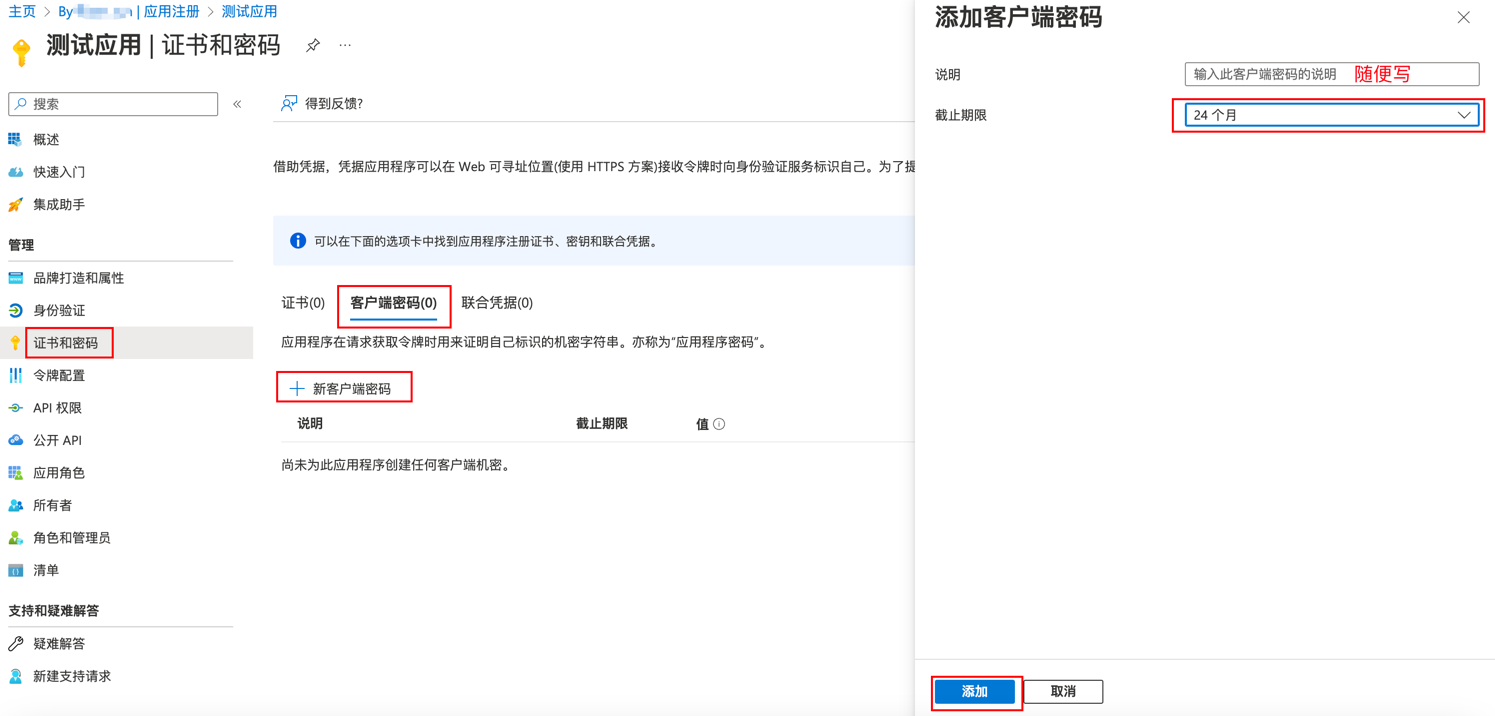 主页 > By | 应用注册 > 测试应用
测试应用 | 证书和密码
搜索
概述
快速入门
集成助手
管理
品牌打造和属性
身份验证
证书和密码
令牌配置
API 权限
公开 API
应用角色
所有者
角色和管理员
清单
支持和疑难解答
疑难解答
新建支持请求
得到反馈?
借助凭据，凭据应用程序可以在 Web 可寻址位置(使用 HTTPS 方案)接收令牌时向身份验证服务标识自己。为了提
可以在下面的选项卡中找到应用程序注册证书、密钥和联合凭据。
证书(0) 客户端密码(0) 联合凭据(0)
应用程序在请求获取令牌时用来证明自己标识的机密字符串。亦称为“应用程序密码”。
新客户端密码
说明 截止期限 值
尚未为此应用程序创建任何客户端机密。
添加客户端密码
说明 输入此客户端密码的说明 随便写
截止期限 24 个月
添加 取消